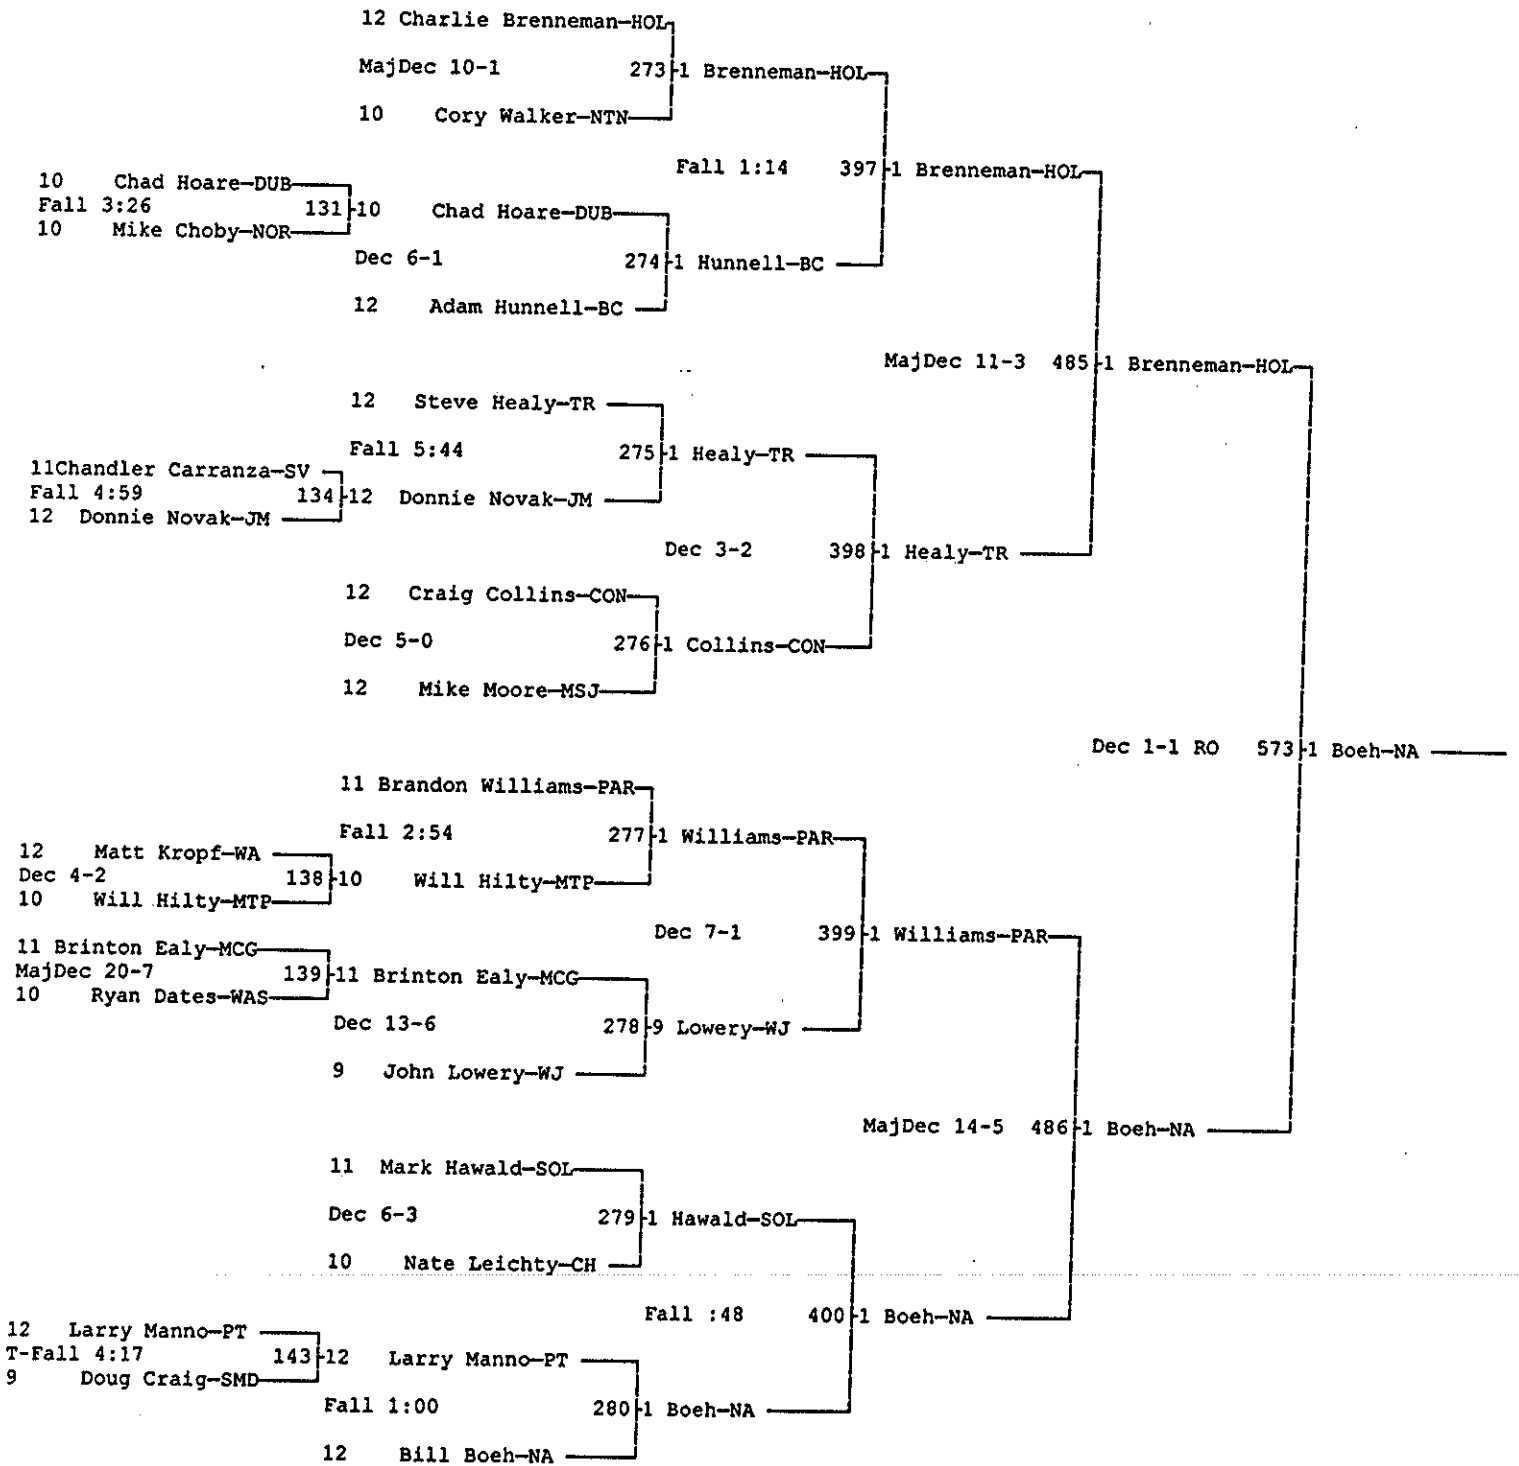 12 Charlie Brenneman-HOL
MajDec 10-1 273 1 Brenneman-HOL
10 Cory Walker-NTN
Fall 1:14 397 1 Brenneman-HOL
10 Chad Hoare-DUB
Fall 3:26 131 10 Chad Hoare-DUB
10 Mike Choby-NOR
Dec 6-1 274 1 Hunnell-BC
12 Adam Hunnell-BC
MajDec 11-3 485 1 Brenneman-HOL
12 Steve Healy-TR
Fall 5:44 275 1 Healy-TR
11Chandler Carranza-SV
Fall 4:59 134 12 Donnie Novak-JM
12 Donnie Novak-JM
Dec 3-2 398 1 Healy-TR
12 Craig Collins-CON
Dec 5-0 276 1 Collins-CON
12 Mike Moore-MSJ
Dec 1-1 RO 573 1 Boeh-NA
11 Brandon Williams-PAR
Fall 2:54 277 1 Williams-PAR
12 Matt Kropf-WA
Dec 4-2 138 10 Will Hilty-MTP
10 Will Hilty-MTP
Dec 7-1 399 1 Williams-PAR
11 Brinton Ealy-MCG
MajDec 20-7 139 11 Brinton Ealy-MCG
10 Ryan Dates-WAS
Dec 13-6 278 9 Lowery-WJ
9 John Lowery-WJ
MajDec 14-5 486 1 Boeh-NA
11 Mark Hawald-SOL
Dec 6-3 279 1 Hawald-SOL
10 Nate Leichty-CH
Fall :48 400 1 Boeh-NA
12 Larry Manno-PT
T-Fall 4:17 143 12 Larry Manno-PT
9 Doug Craig-SMD
Fall 1:00 280 1 Boeh-NA
12 Bill Boeh-NA